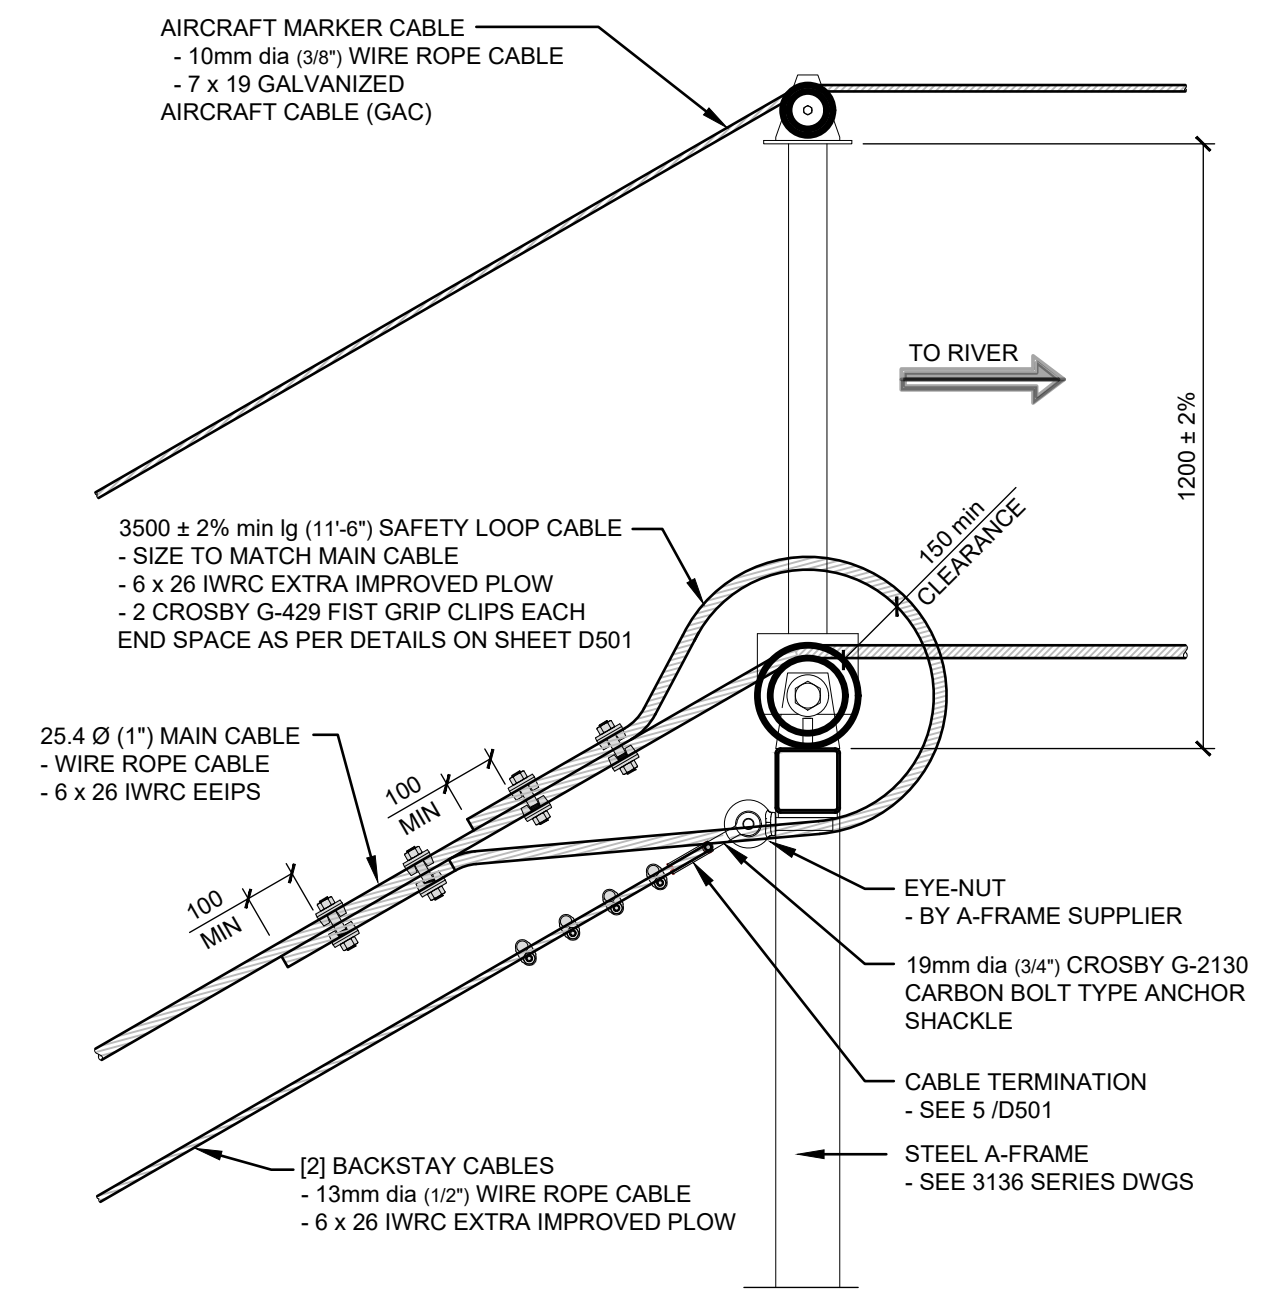 AIRCRAFT MARKER CABLE
- 10mm dia (3/8") WIRE ROPE CABLE
- 7 x 19 GALVANIZED
AIRCRAFT CABLE (GAC)
TO RIVER
1200 ± 2%
150 min
CLEARANCE
3500 ± 2% min lg (11'-6") SAFETY LOOP CABLE
- SIZE TO MATCH MAIN CABLE
- 6 x 26 IWRC EXTRA IMPROVED PLOW
- 2 CROSBY G-429 FIST GRIP CLIPS EACH
END SPACE AS PER DETAILS ON SHEET D501
25.4 Ø (1") MAIN CABLE
- WIRE ROPE CABLE
- 6 x 26 IWRC EEIPS
100
MIN
100
MIN
EYE-NUT
- BY A-FRAME SUPPLIER
19mm dia (3/4") CROSBY G-2130
CARBON BOLT TYPE ANCHOR
SHACKLE
CABLE TERMINATION
- SEE 5 /D501
STEEL A-FRAME
- SEE 3136 SERIES DWGS
[2] BACKSTAY CABLES
- 13mm dia (1/2") WIRE ROPE CABLE
- 6 x 26 IWRC EXTRA IMPROVED PLOW